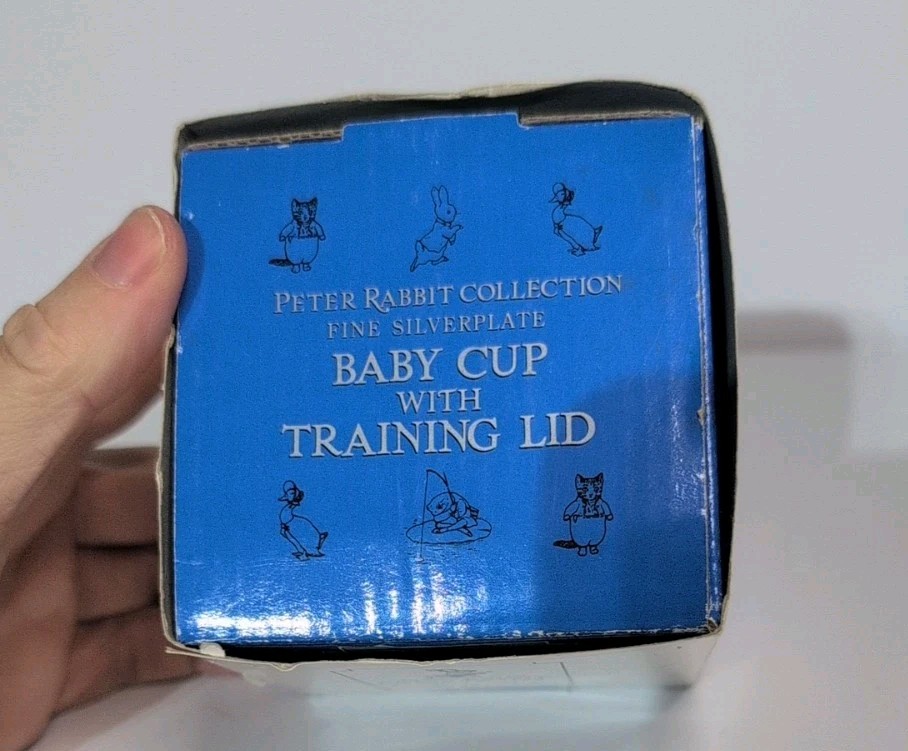 PETER RABBIT COLLECTION
FINE SILVERPLATE
BABY CUP
WITH
TRAINING LID